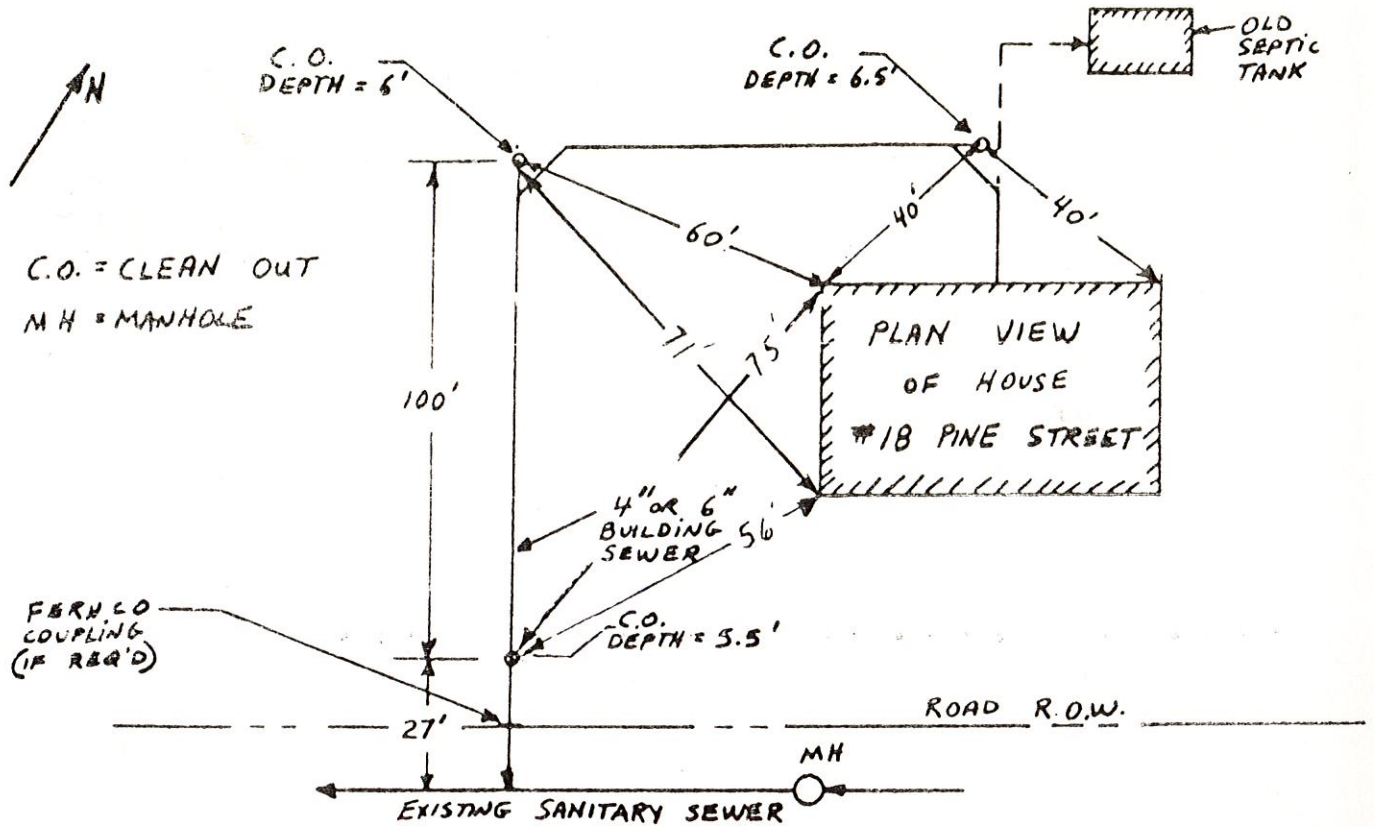 OLD
SEPTIC
TANK
C.O.
DEPTH = 6'
C.O.
DEPTH = 6.5'
N
C.O. = CLEAN OUT
MH = MANHOLE
60'
40'
40'
71'
75'
100'
PLAN VIEW
OF HOUSE
#18 PINE STREET
4" OR 6"
BUILDING
SEWER
56'
FERNCO
COUPLING
(IF REQ'D)
C.O.
DEPTH = 5.5'
27'
ROAD R.O.W.
MH
EXISTING SANITARY SEWER